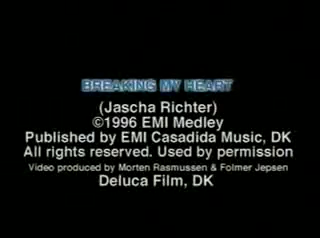 BREAKING MY HEART
(Jascha Richter)
©1996 EMI Medley
Published by EMI Casadida Music, DK
All rights reserved. Used by permission
Video produced by Morten Rasmussen & Folmer Jepsen
Deluca Film, DK